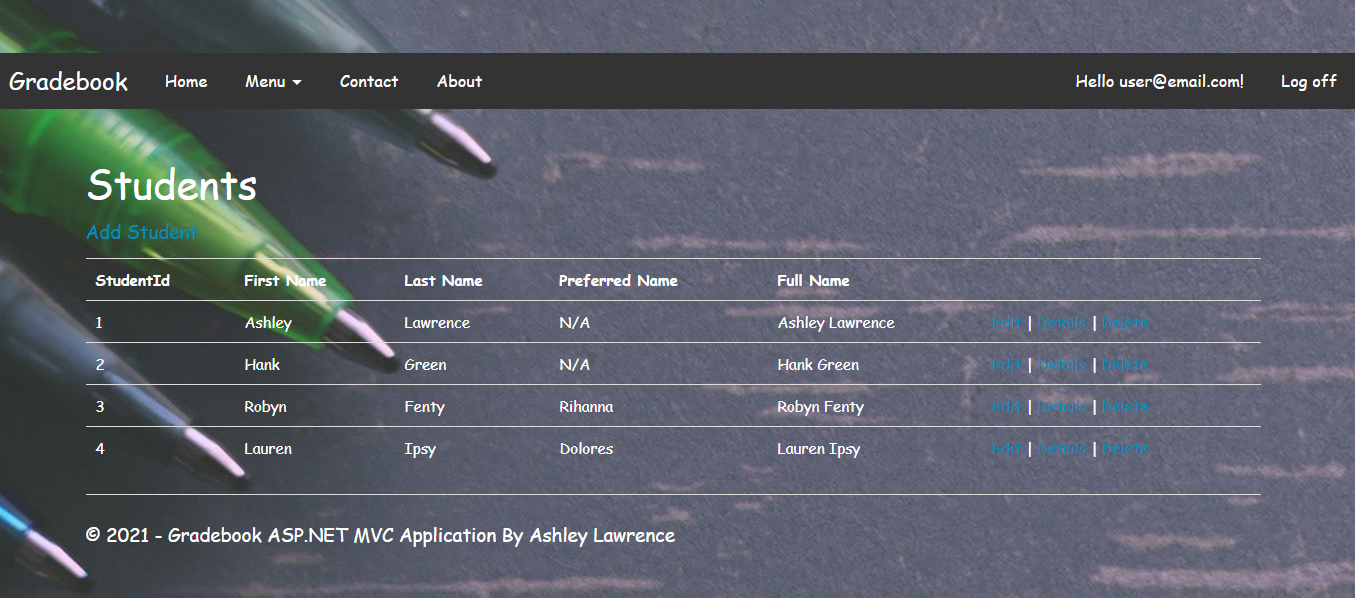 Gradebook Home Menu Contact About Hello user@email.com! Log off
Students
Add Student
StudentId First Name Last Name Preferred Name Full Name
1 Ashley Lawrence N/A Ashley Lawrence Edit | Details | Delete
2 Hank Green N/A Hank Green Edit | Details | Delete
3 Robyn Fenty Rihanna Robyn Fenty Edit | Details | Delete
4 Lauren Ipsy Dolores Lauren Ipsy Edit | Details | Delete
© 2021 - Gradebook ASP.NET MVC Application By Ashley Lawrence